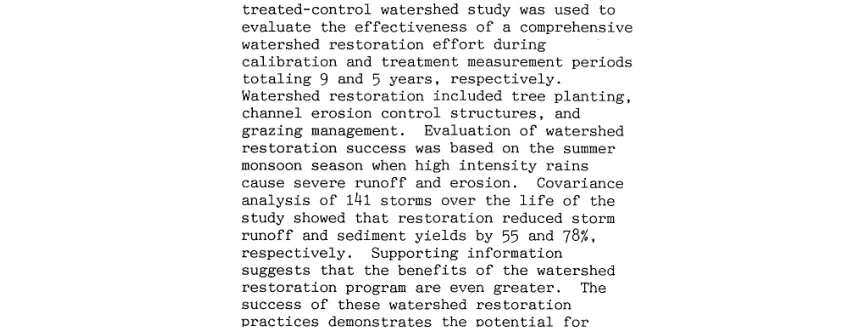 treated-control watershed study was used to
evaluate the effectiveness of a comprehensive
watershed restoration effort during
calibration and treatment measurement periods
totaling 9 and 5 years, respectively.
Watershed restoration included tree planting,
channel erosion control structures, and
grazing management.  Evaluation of watershed
restoration success was based on the summer
monsoon season when high intensity rains
cause severe runoff and erosion.  Covariance
analysis of 141 storms over the life of the
study showed that restoration reduced storm
runoff and sediment yields by 55 and 78%,
respectively.  Supporting information
suggests that the benefits of the watershed
restoration program are even greater.  The
success of these watershed restoration
practices demonstrates the potential for